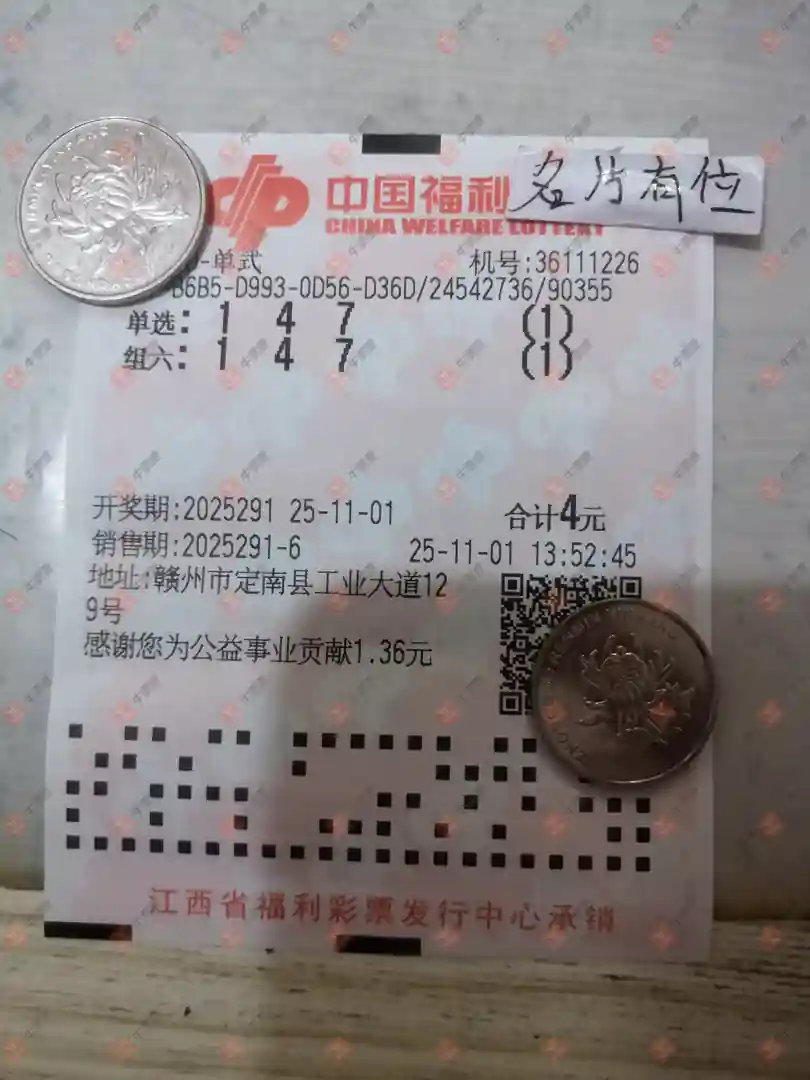 中国福利
CHINA WELFARE LOTTERY
名片有位
-单式 机号:36111226
B6B5-D993-0D56-D36D/24542736/90355
单选: 1 4 7 (1)
组六: 1 4 7 (1)
开奖期:2025291 25-11-01 合计4元
销售期:2025291-6 25-11-01 13:52:45
地址:赣州市定南县工业大道12
9号
感谢您为公益事业贡献1.36元
江西省福利彩票发行中心承销